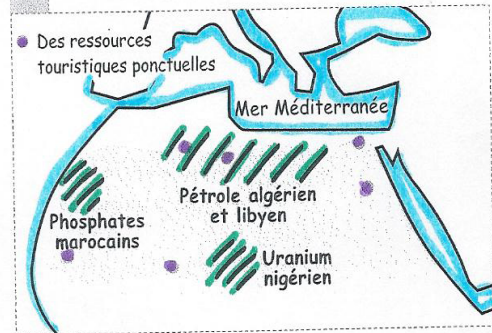 Des ressources
touristiques ponctuelles
Mer Méditerranée
Pétrole algérien
et libyen
Phosphates
marocains
Uranium
nigérien